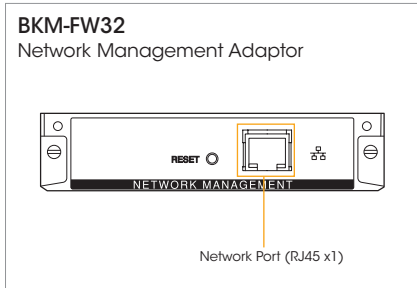 BKM-FW32
Network Management Adaptor
RESET
NETWORK MANAGEMENT
Network Port (RJ45 x1)